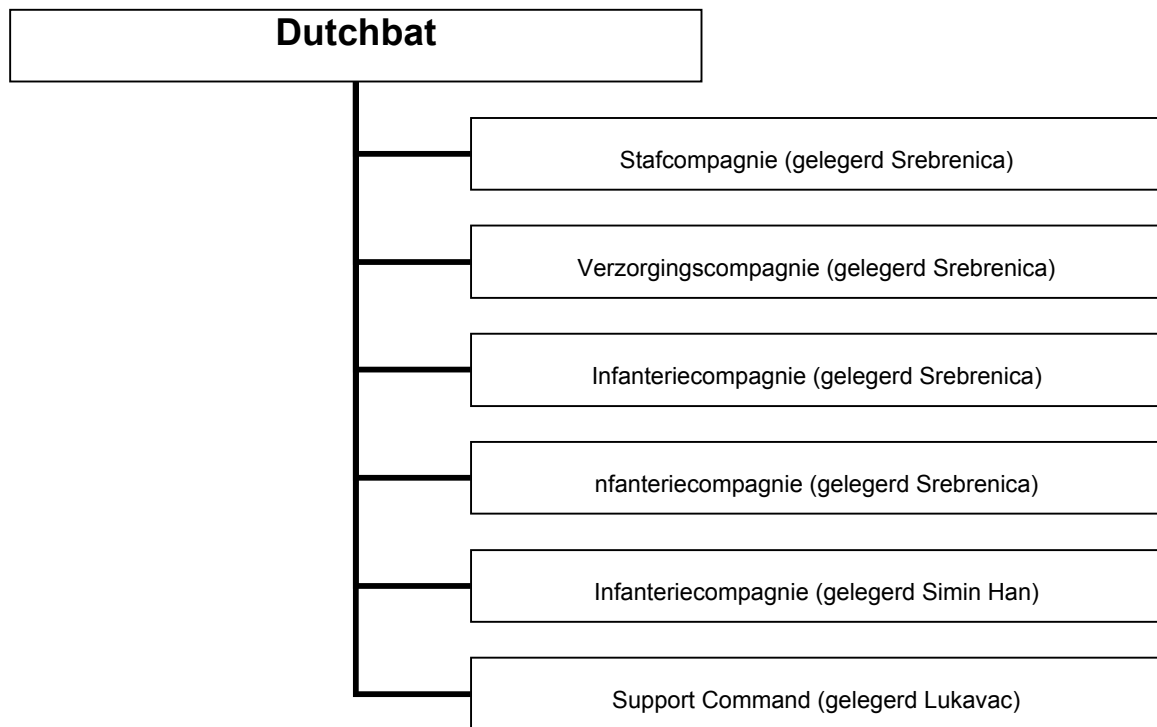 Dutchbat
Stafcompagnie (gelegerd Srebrenica)
Verzorgingscompagnie (gelegerd Srebrenica)
Infanteriecompagnie (gelegerd Srebrenica)
nfanteriecompagnie (gelegerd Srebrenica)
Infanteriecompagnie (gelegerd Simin Han)
Support Command (gelegerd Lukavac)